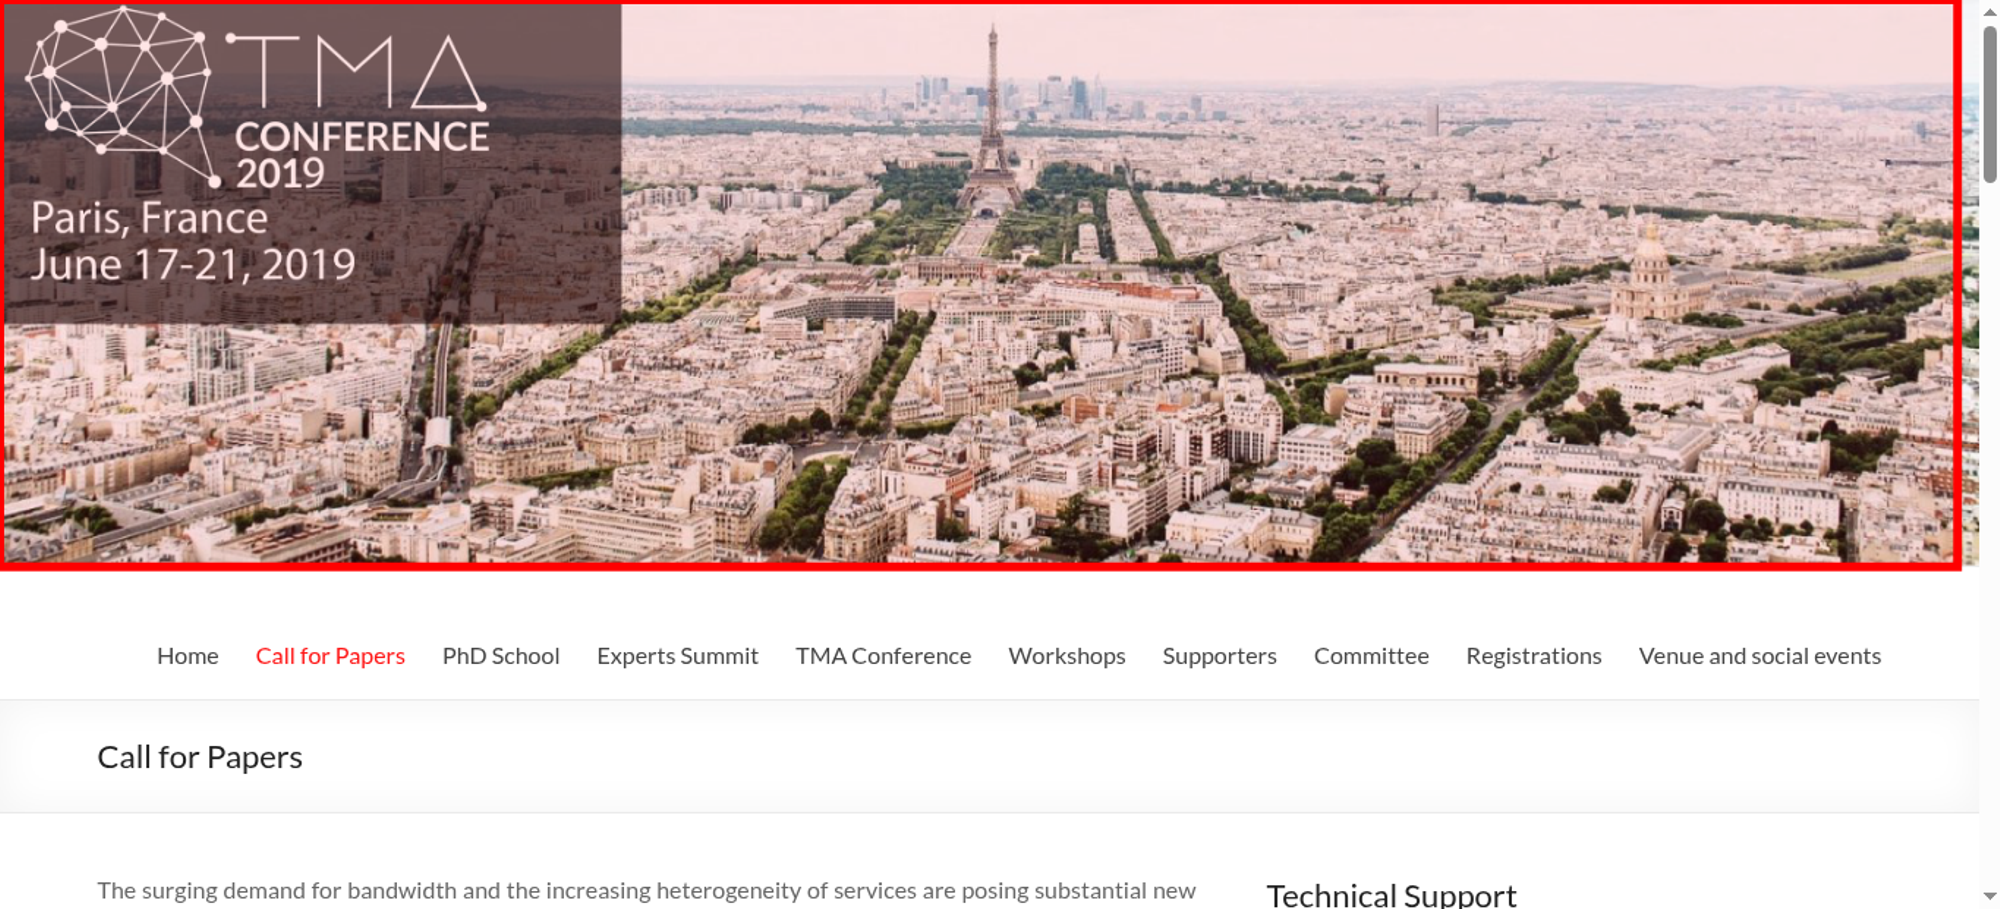 TMA
CONFERENCE
2019
Paris, France
June 17-21, 2019
Home Call for Papers PhD School Experts Summit TMA Conference Workshops Supporters Committee Registrations Venue and social events
Call for Papers
The surging demand for bandwidth and the increasing heterogeneity of services are posing substantial new
Technical Support